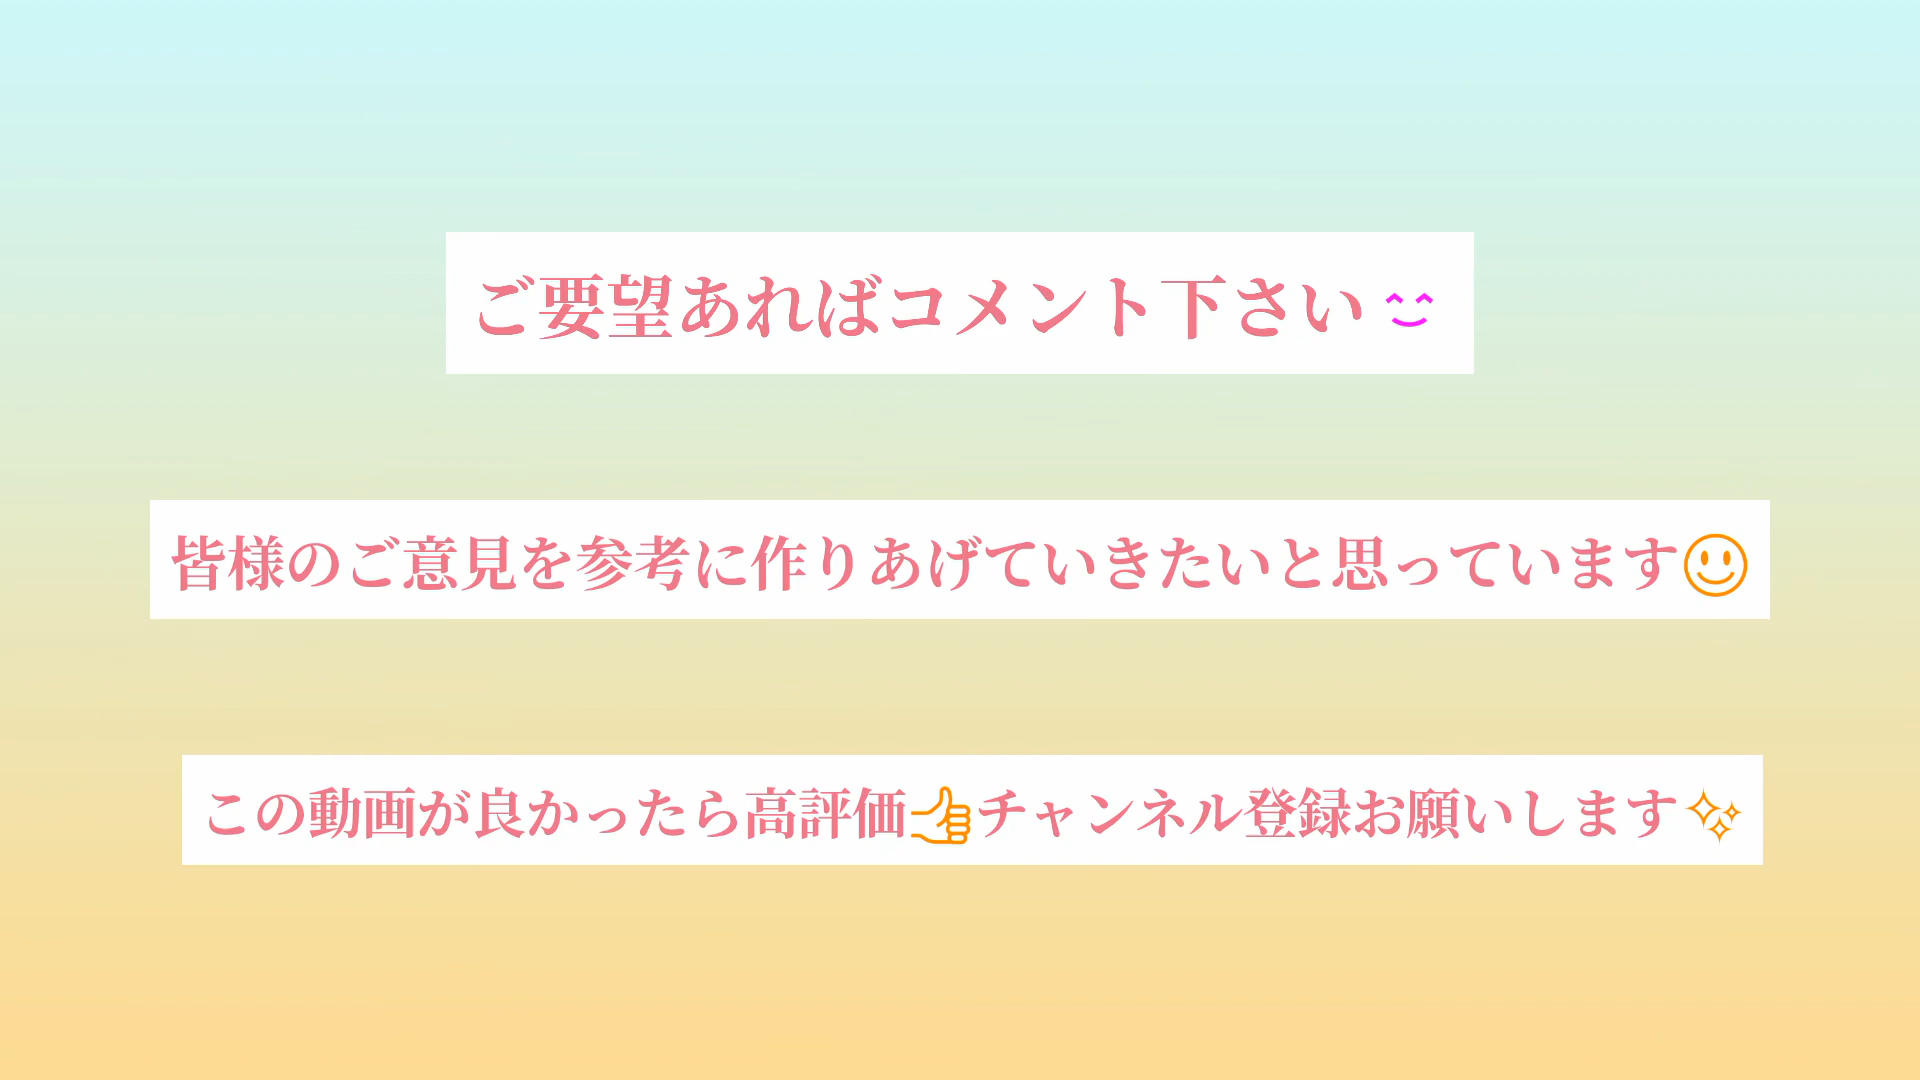 ご要望あればコメント下さい
皆様のご意見を参考に作りあげていきたいと思っています☺
この動画が良かったら高評価👍チャンネル登録お願いします✨